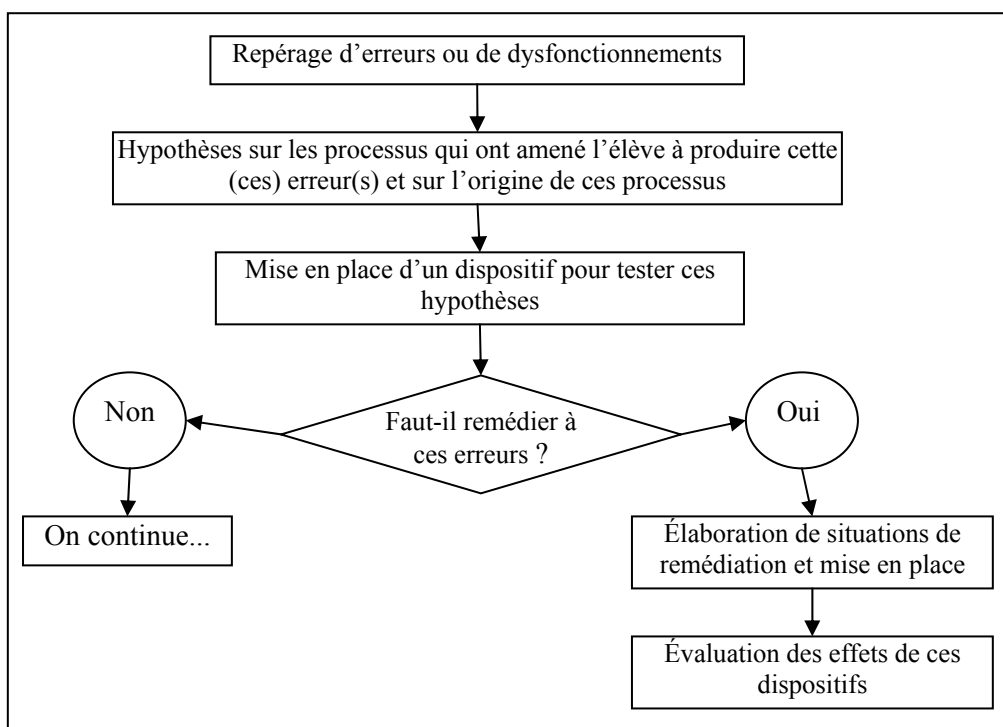 Repérage d’erreurs ou de dysfonctionnements
Hypothèses sur les processus qui ont amené l’élève à produire cette
(ces) erreur(s) et sur l’origine de ces processus
Mise en place d’un dispositif pour tester ces
hypothèses
Faut-il remédier à
ces erreurs ?
Non
Oui
On continue...
Élaboration de situations de
remédiation et mise en place
Évaluation des effets de ces
dispositifs